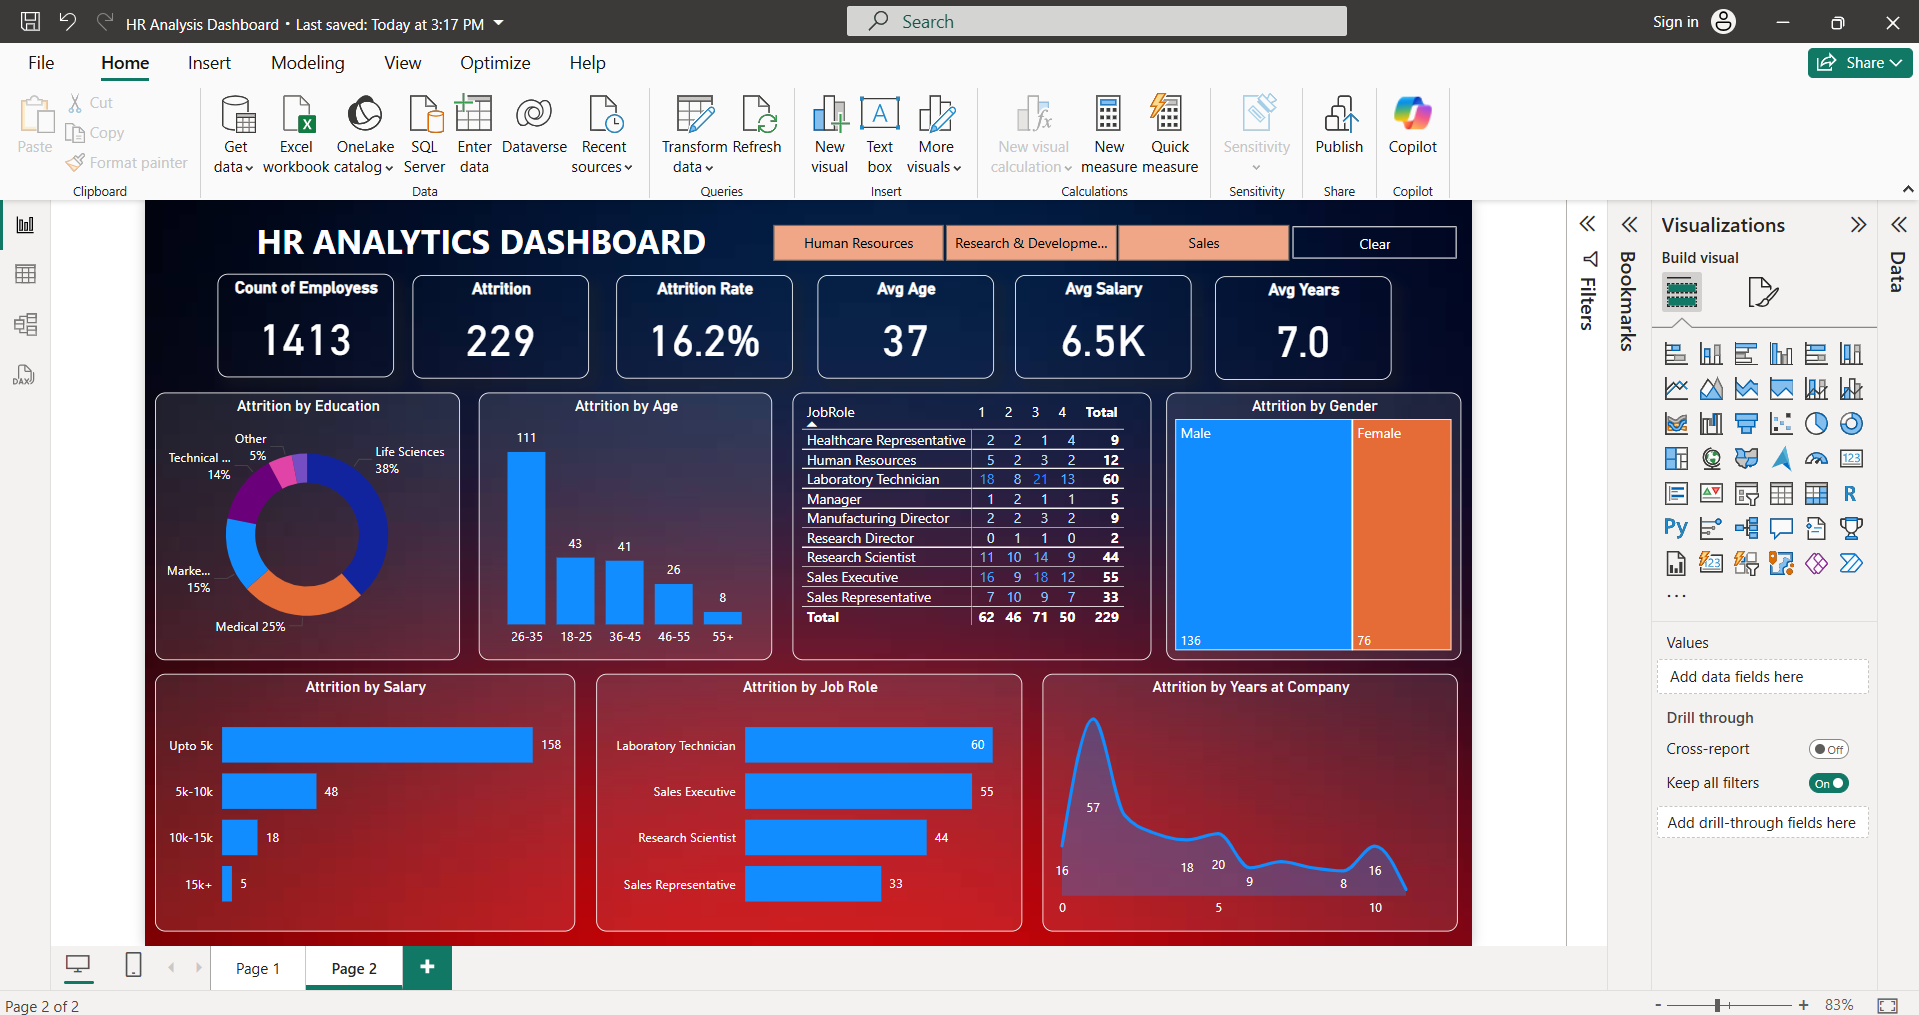 HR Analysis Dashboard • Last saved: Today at 3:17 PM
Search
Sign in
File Home Insert Modeling View Optimize Help
Share
Paste
Cut
Copy
Format painter
Clipboard
Get data
Excel workbook
OneLake catalog
SQL Server
Enter data
Dataverse
Recent sources
Data
Transform data
Refresh
Queries
New visual
Text box
More visuals
Insert
New visual calculation
New measure
Quick measure
Calculations
Sensitivity
Sensitivity
Publish
Share
Copilot
Copilot
HR ANALYTICS DASHBOARD
Human Resources
Research & Developme...
Sales
Clear
Count of Employess
1413
Attrition
229
Attrition Rate
16.2%
Avg Age
37
Avg Salary
6.5K
Avg Years
7.0
Attrition by Education
Other 5%
Life Sciences 38%
Technical ... 14%
Marke... 15%
Medical 25%
Attrition by Age
111
43
41
26
8
26-35 18-25 36-45 46-55 55+
JobRole 1 2 3 4 Total
Healthcare Representative 2 2 1 4 9
Human Resources 5 2 3 2 12
Laboratory Technician 18 8 21 13 60
Manager 1 2 1 1 5
Manufacturing Director 2 2 3 2 9
Research Director 0 1 1 0 2
Research Scientist 11 10 14 9 44
Sales Executive 16 9 18 12 55
Sales Representative 7 10 9 7 33
Total 62 46 71 50 229
Attrition by Gender
Male
Female
136
76
Attrition by Salary
Upto 5k 158
5k-10k 48
10k-15k 18
15k+ 5
Attrition by Job Role
Laboratory Technician 60
Sales Executive 55
Research Scientist 44
Sales Representative 33
Attrition by Years at Company
57
16
18
20
9
8
16
0 5 10
Filters
Bookmarks
Visualizations
Build visual
123
R
Py
123
...
Values
Add data fields here
Drill through
Cross-report
Off
Keep all filters
On
Add drill-through fields here
Data
DAX
Page 1
Page 2
+
Page 2 of 2
- + 83%